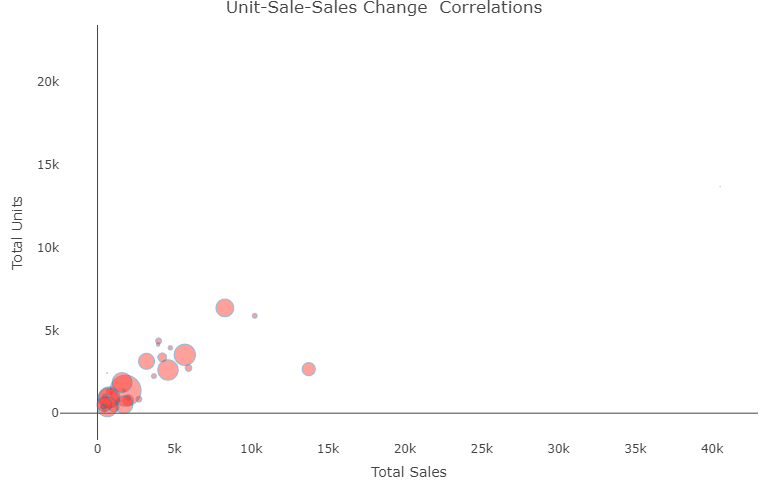 Unit-Sale-Sales Change  Correlations
20k
15k
10k
5k
0
Total Units
0 5k 10k 15k 20k 25k 30k 35k 40k
Total Sales